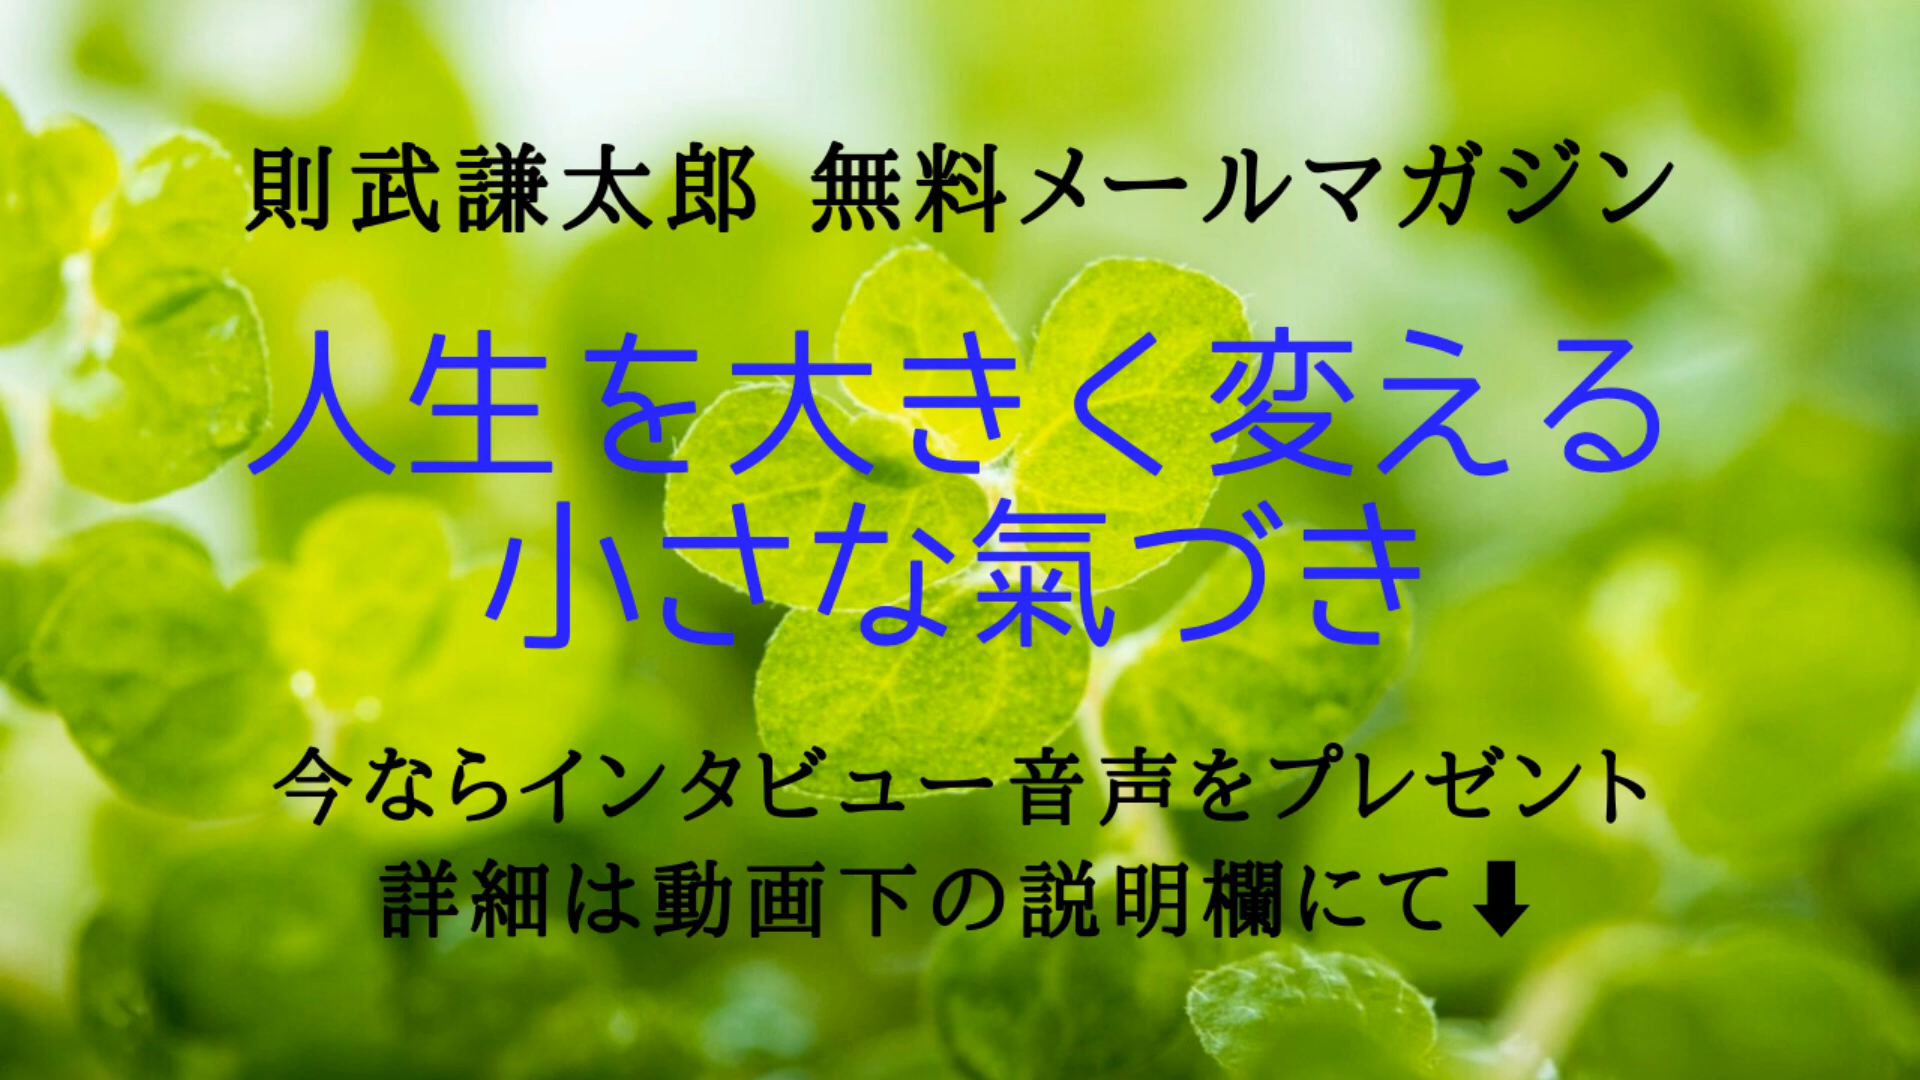 則武謙太郎 無料メールマガジン
人生を大きく変える
小さな氣づき
今ならインタビュー音声をプレゼント
詳細は動画下の説明欄にて⬇